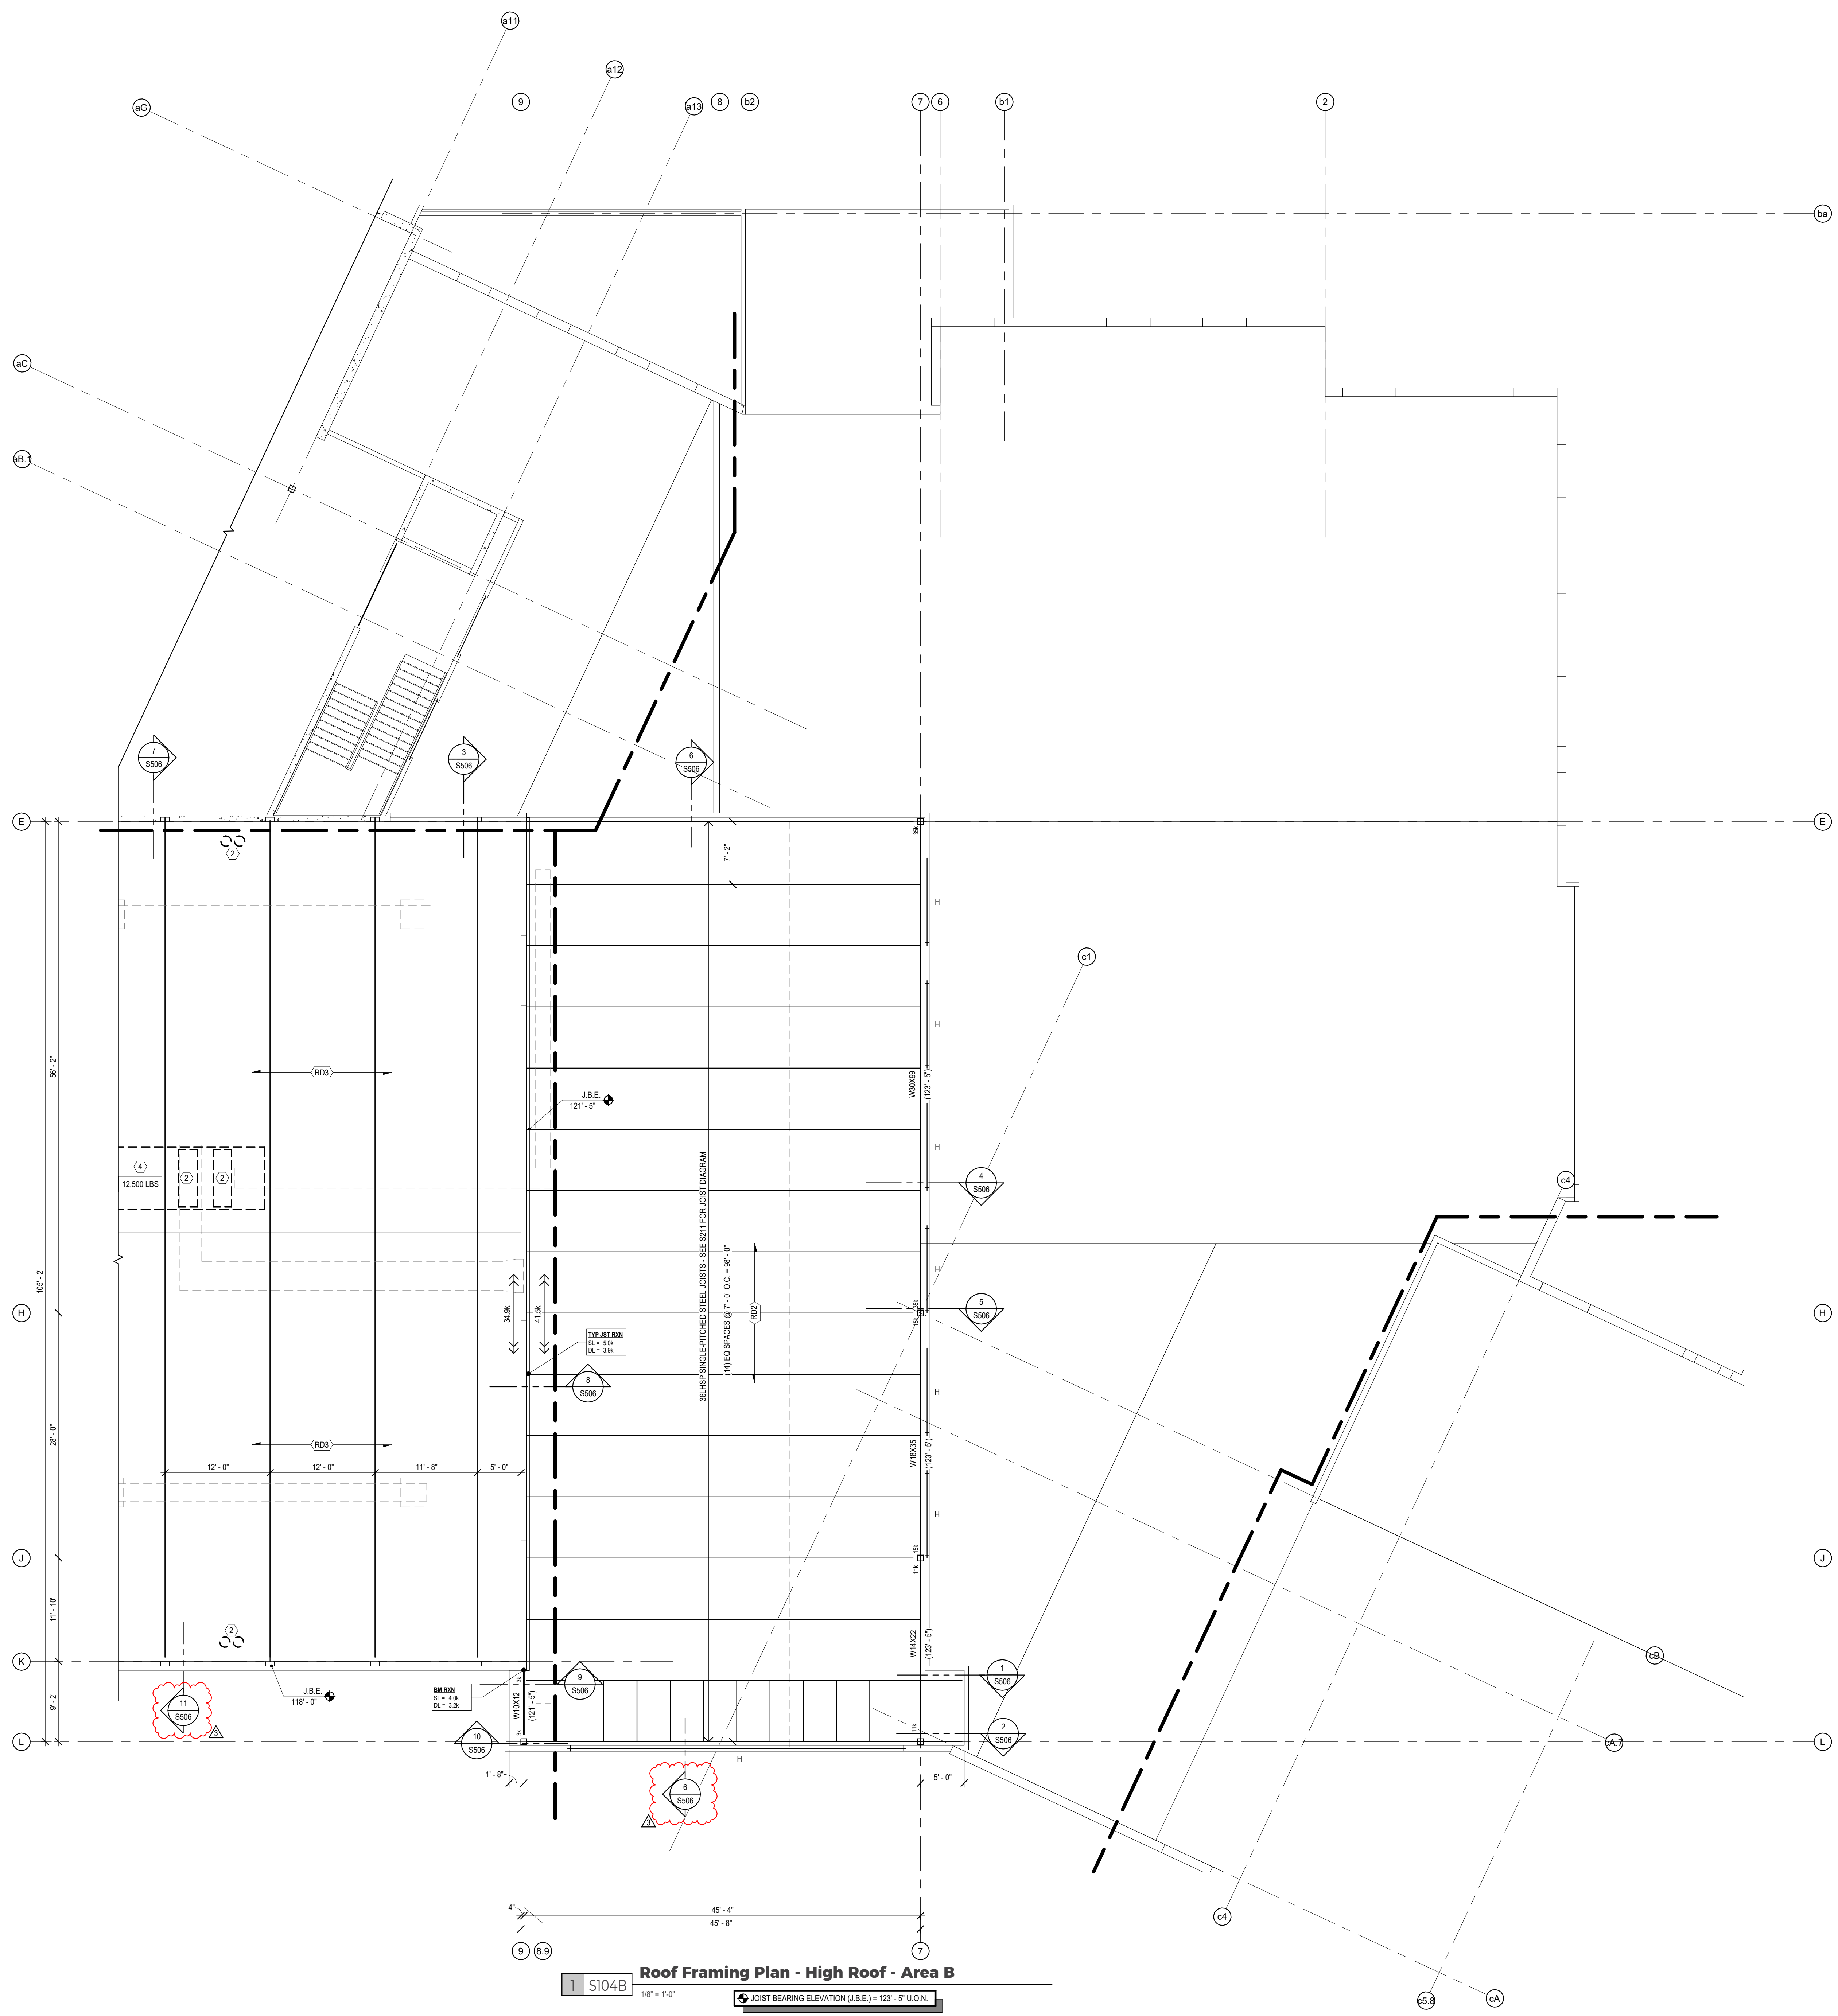 a11
a12
aG
9
a13
8
b2
7
6
b1
2
ba
aC
aB.1
7
S506
3
S506
6
S506
E
E
35k
7' - 2"
2
H
H
c1
56' - 2"
RD3
W30X99
(123' - 5")
J.B.E.
121' - 5"
H
4
12,500 LBS
2
2
4
S506
c4
36LHSP SINGLE-PITCHED STEEL JOISTS - SEE S211 FOR JOIST DIAGRAM
(14) EQ SPACES @ 7' - 0" O.C. = 98' - 0"
RD2
105' - 2"
H
34.9k
41.5k
35k
15k
5
S506
H
H
TYP JST RXN
SL = 5.0k
DL = 3.9k
8
S506
H
28' - 0"
RD3
W18X35
(123' - 5")
12' - 0"
12' - 0"
11' - 8"
5' - 0"
H
J
15k
11k
J
11' - 10"
2
W14X22
(123' - 5")
K
cB
9' - 2"
J.B.E.
118' - 0"
BM RXN
SL = 4.0k
DL = 3.2k
W10X12
(121' - 5")
9
S506
1
S506
11
S506
3
10
S506
11k
2
S506
L
cA.7
L
H
1' - 8"
5' - 0"
6
S506
3
4"
45' - 4"
45' - 8"
c4
9
8.9
7
c5.8
cA
1
S104B
Roof Framing Plan - High Roof - Area B
1/8" = 1'-0"
JOIST BEARING ELEVATION (J.B.E.) = 123' - 5" U.O.N.